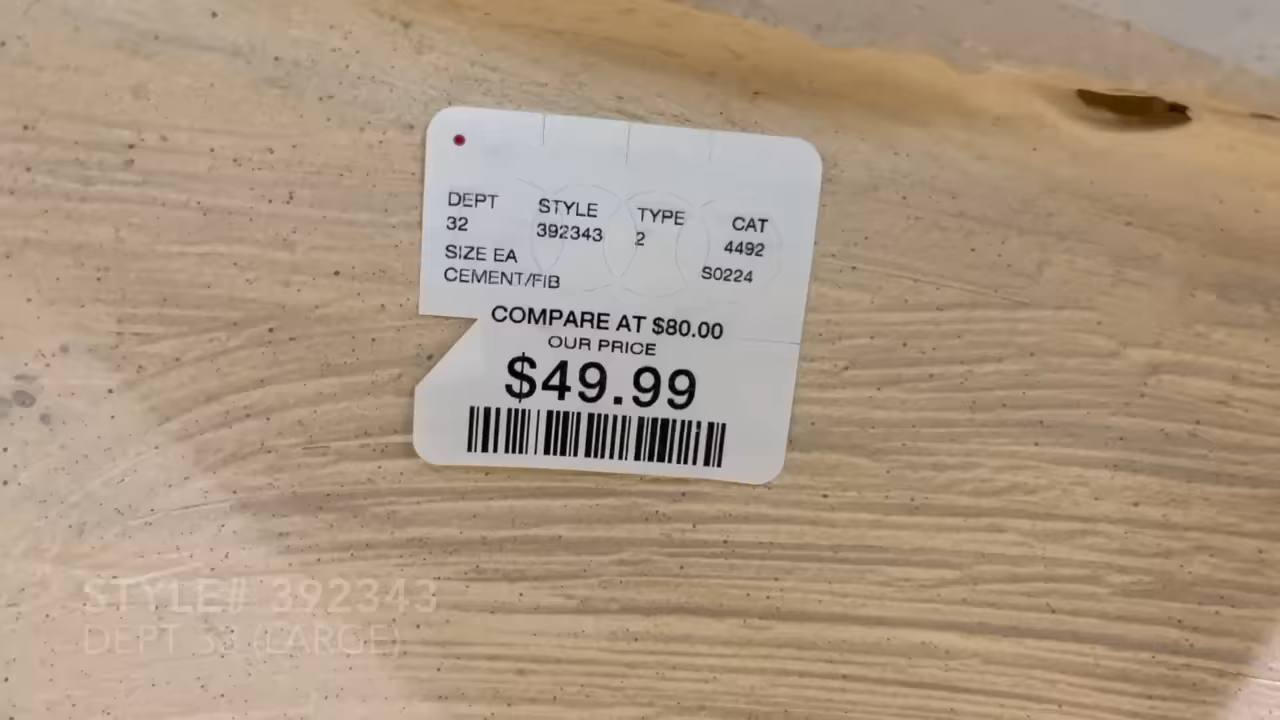 DEPT STYLE TYPE CAT
32 392343 2 4492
SIZE EA S0224
CEMENT/FIB
COMPARE AT $80.00
OUR PRICE
$49.99
STYLE# 392343
DEPT 33 (LARGE)